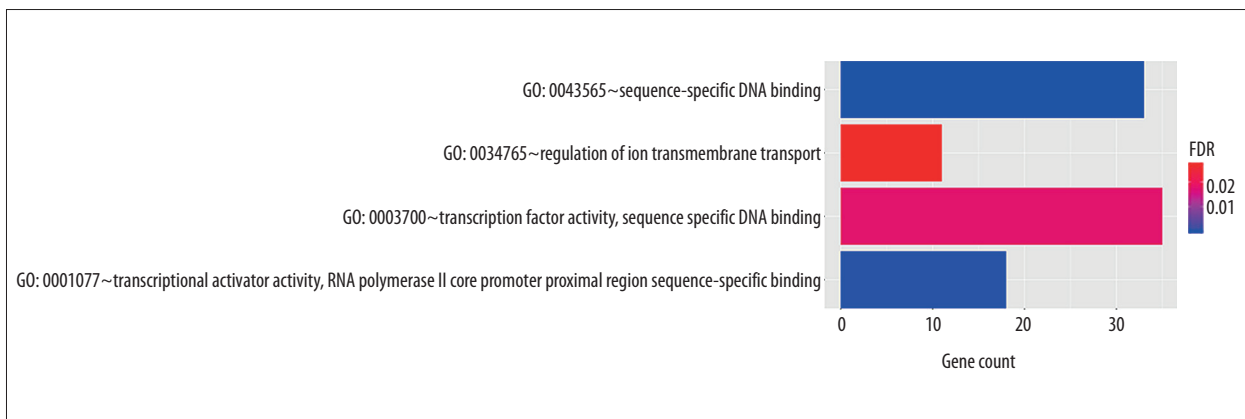 GO: 0043565~sequence-specific DNA binding
GO: 0034765~regulation of ion transmembrane transport
GO: 0003700~transcription factor activity, sequence specific DNA binding
GO: 0001077~transcriptional activator activity, RNA polymerase II core promoter proximal region sequence-specific binding
0 10 20 30
Gene count
FDR
0.02
0.01